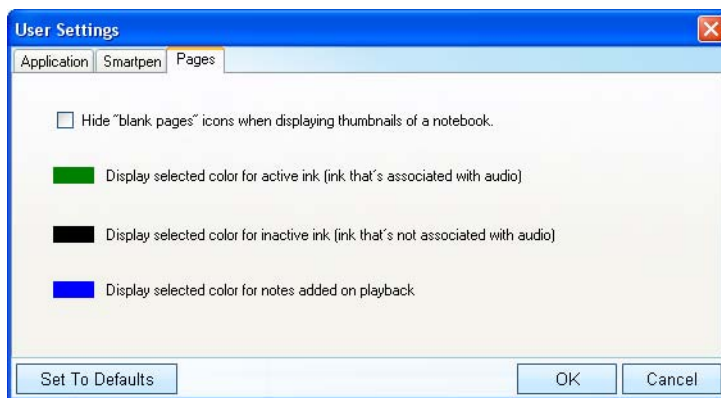 User Settings
Application Smartpen Pages
Hide "blank pages" icons when displaying thumbnails of a notebook.
Display selected color for active ink (ink that's associated with audio)
Display selected color for inactive ink (ink that's not associated with audio)
Display selected color for notes added on playback
Set To Defaults OK Cancel